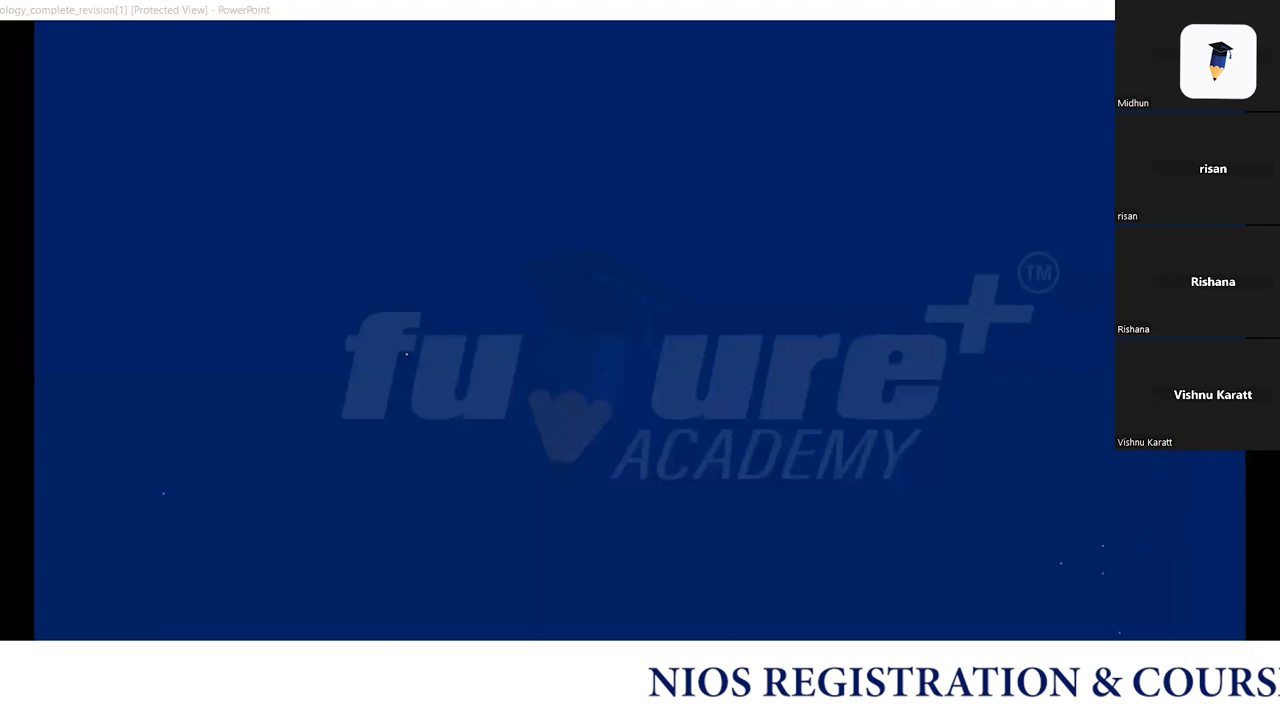 ology_complete_revision[1] [Protected View] - PowerPoint
Midhun
risan
risan
Rishana
Rishana
Vishnu Karatt
Vishnu Karatt
future+ TM
ACADEMY
NIOS REGISTRATION & COURS